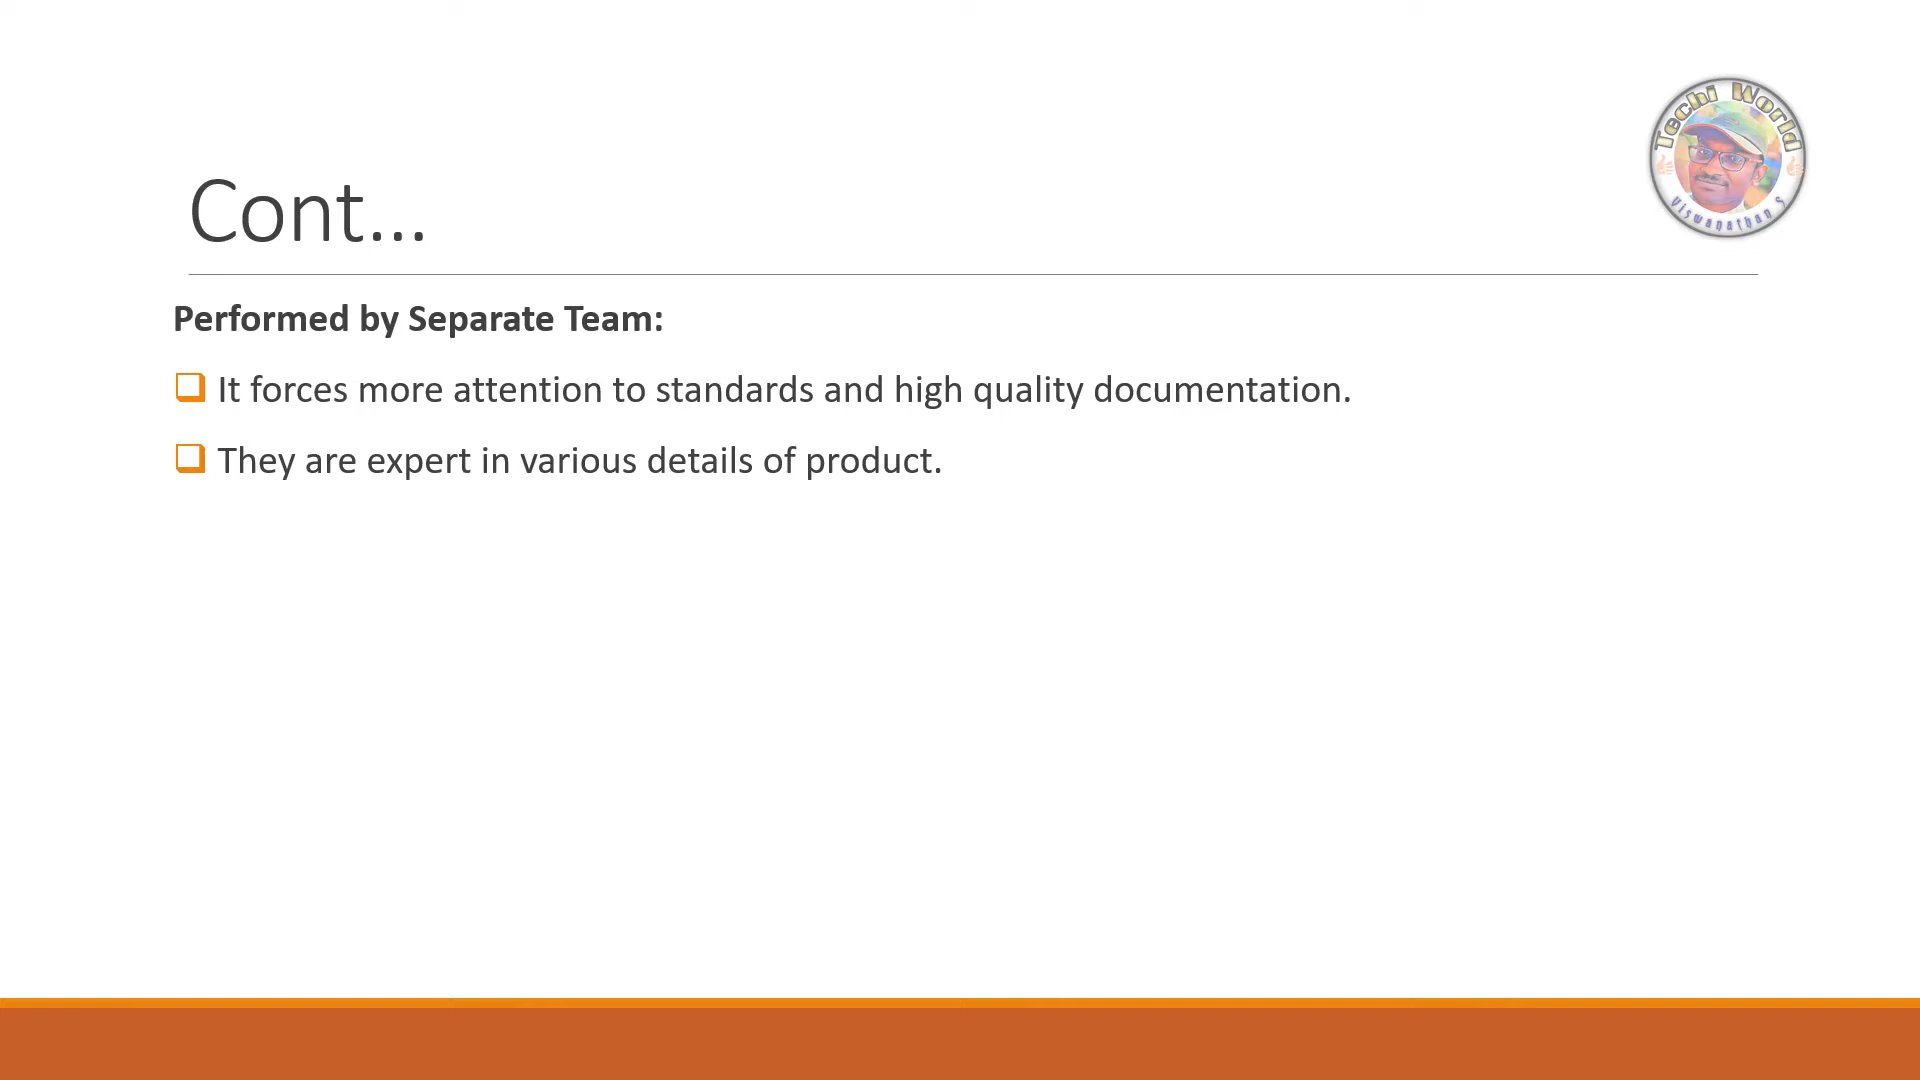 Techi World
Viswanathan S
Cont...
Performed by Separate Team:
It forces more attention to standards and high quality documentation.
They are expert in various details of product.